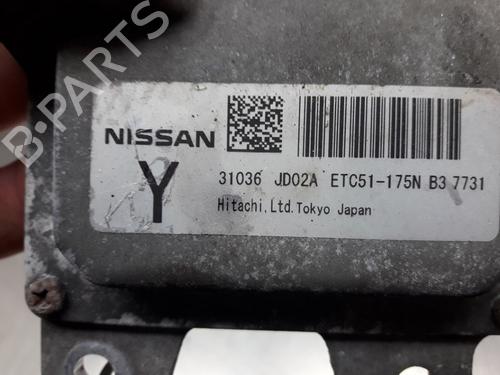 B-PARTS
NISSAN
Y
31036 JD02A ETC51-175N B3 7731
Hitachi.Ltd.Tokyo Japan